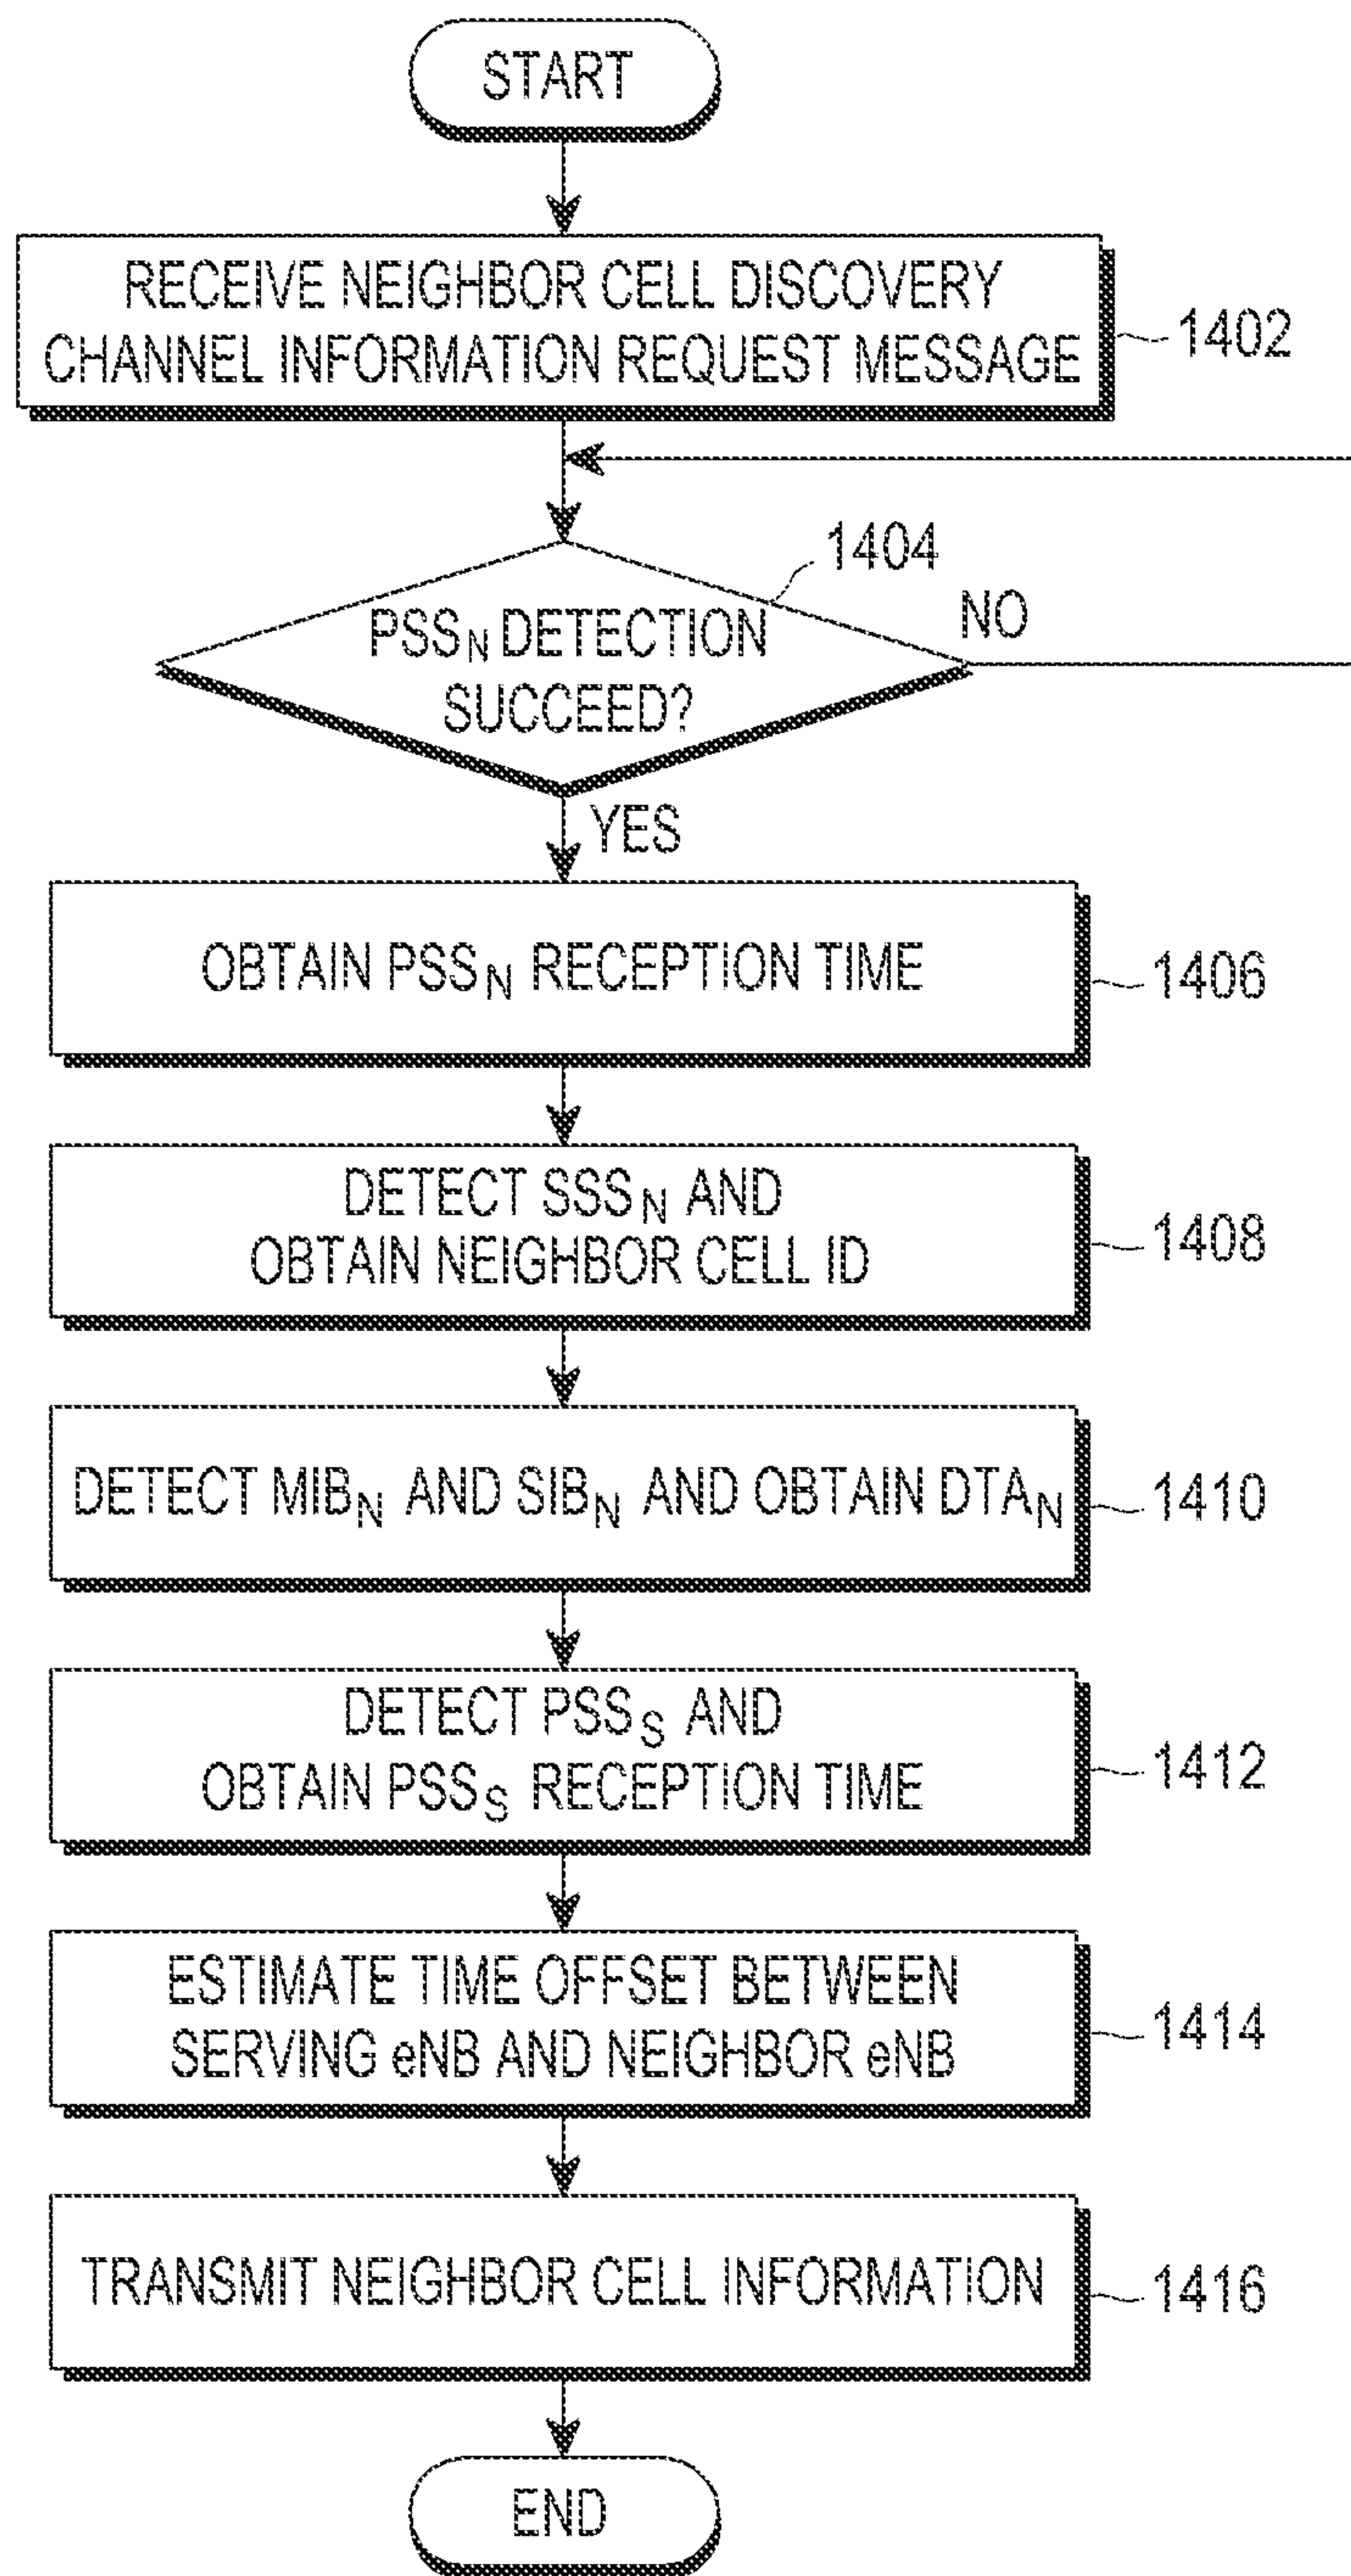 START
RECEIVE NEIGHBOR CELL DISCOVERY
CHANNEL INFORMATION REQUEST MESSAGE
1402
1404
PSSN DETECTION
SUCCEED?
NO
YES
OBTAIN PSSN RECEPTION TIME
1406
DETECT SSSN AND
OBTAIN NEIGHBOR CELL ID
1408
DETECT MIBN AND SIBN AND OBTAIN DTAN
1410
DETECT PSSS AND
OBTAIN PSSS RECEPTION TIME
1412
ESTIMATE TIME OFFSET BETWEEN
SERVING eNB AND NEIGHBOR eNB
1414
TRANSMIT NEIGHBOR CELL INFORMATION
1416
END